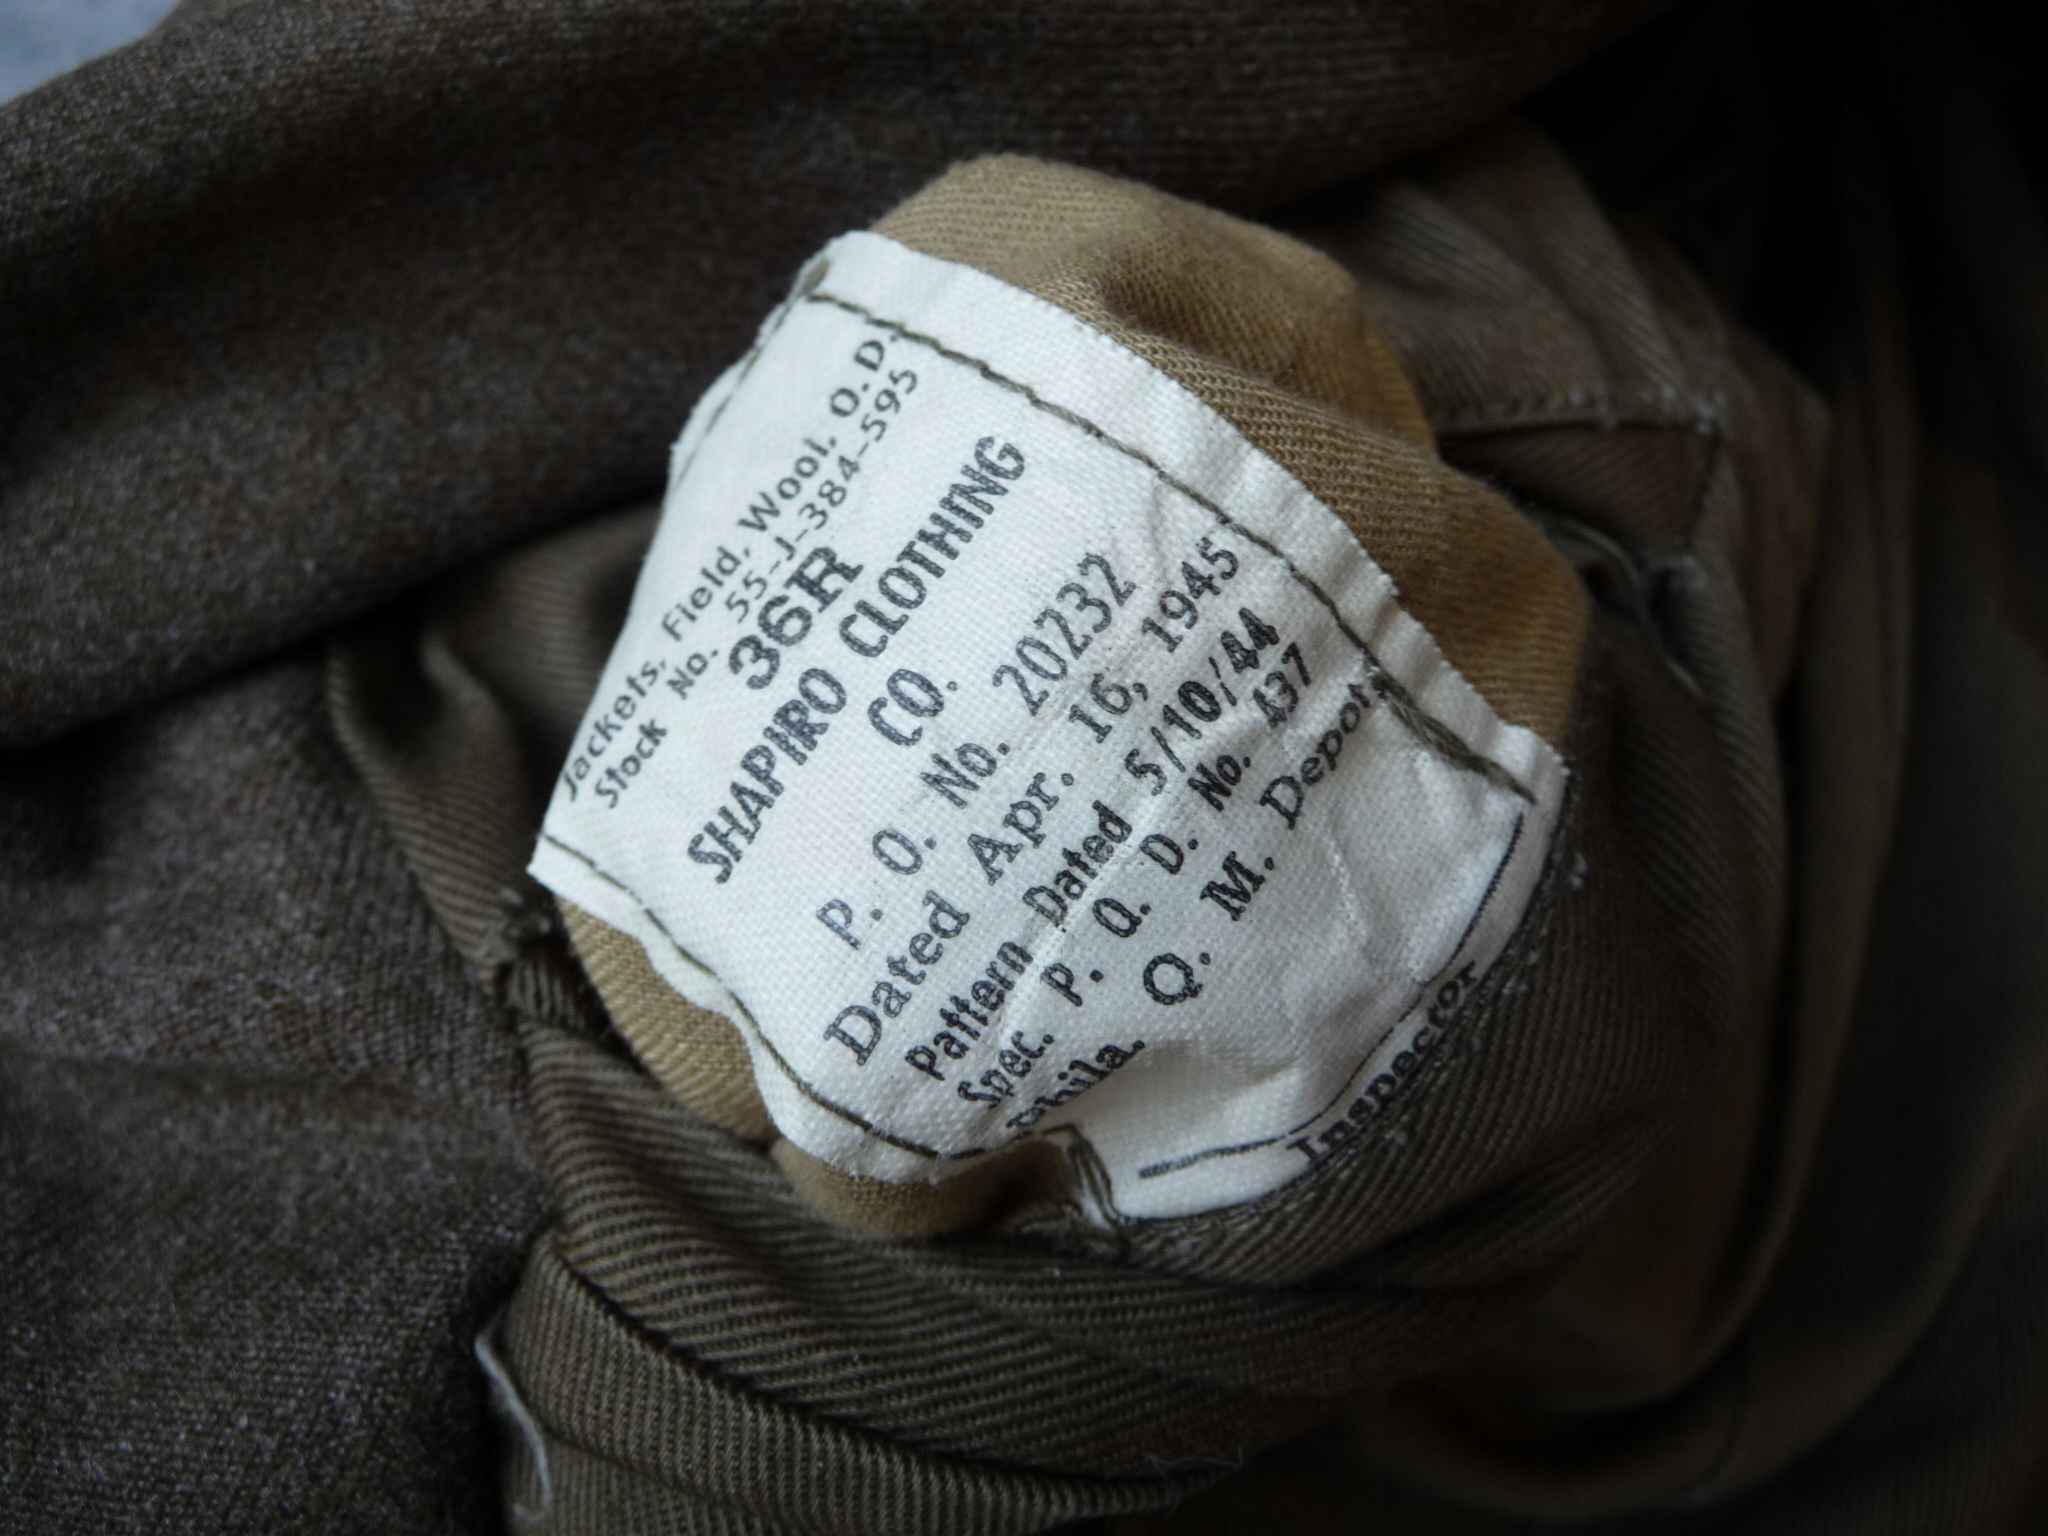 Jackets, Field, Wool, O. D.
Stock No. 55-J-384-595
36R
SHAPIRO CLOTHING
CO.
P. O. No. 20232
Dated Apr. 16, 1945
Pattern Dated 5/10/44
Spec. P. Q. D. No. 437
Phila. Q. M. Depot
Inspector